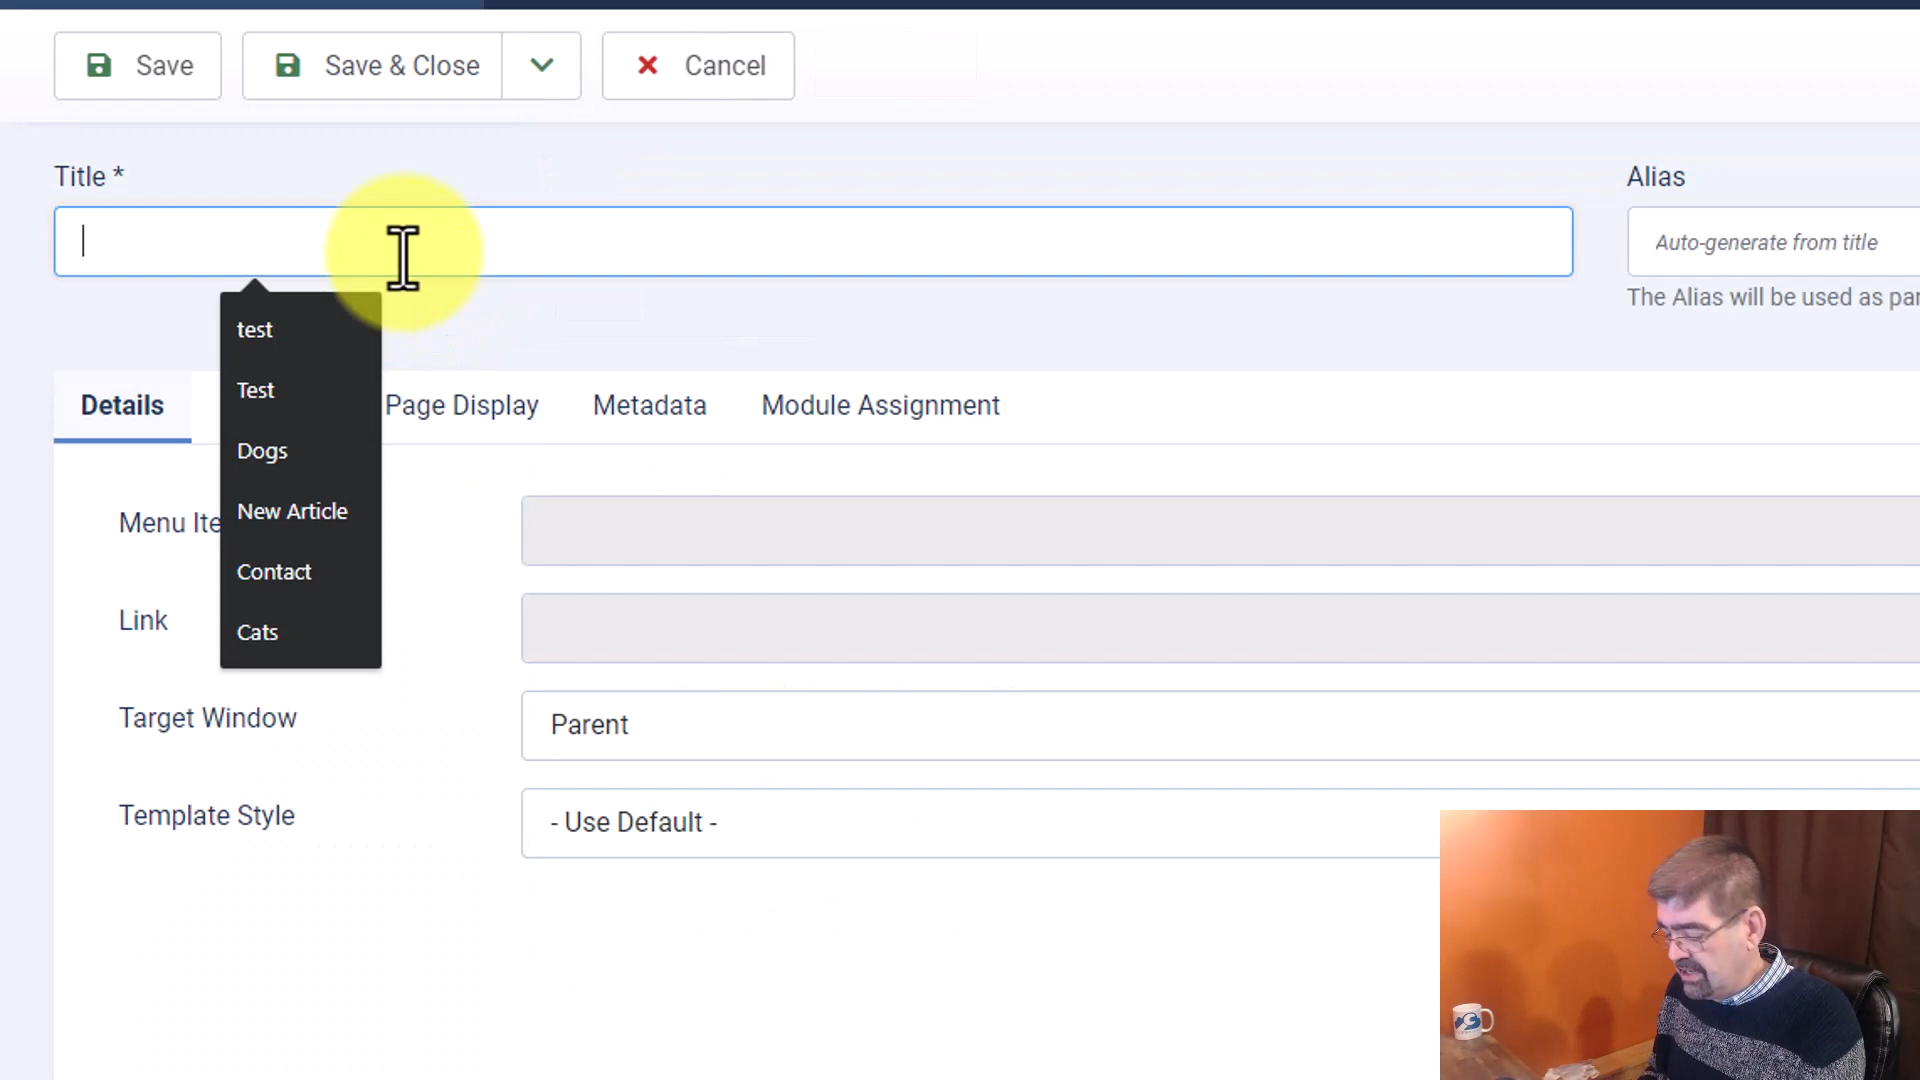 Save
Save & Close
Cancel
Title *
Alias
Auto-generate from title
The Alias will be used as par
test
Test
Dogs
New Article
Contact
Cats
Details
Page Display
Metadata
Module Assignment
Menu Ite
Link
Target Window
Parent
Template Style
- Use Default -